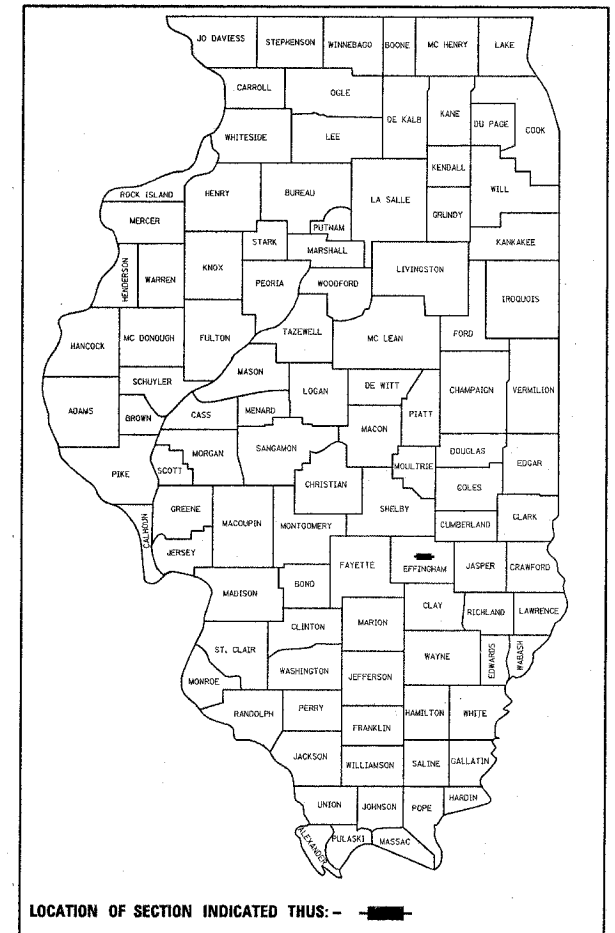 JO DAVIESS STEPHENSON WINNEBAGO BOONE MC HENRY LAKE
CARROLL OGLE DE KALB KANE DU PAGE COOK
WHITESIDE LEE KENDALL WILL
ROCK ISLAND HENRY BUREAU LA SALLE GRUNDY
MERCER PUTNAM KANKAKEE
STARK MARSHALL
HENDERSON WARREN KNOX PEORIA WOODFORD LIVINGSTON IROQUOIS
HANCOCK MC DONOUGH FULTON TAZEWELL MC LEAN FORD
SCHUYLER MASON LOGAN DE WITT CHAMPAIGN VERMILION
ADAMS BROWN CASS MENARD MACON PIATT
MORGAN SANGAMON DOUGLAS EDGAR
PIKE SCOTT CHRISTIAN MOULTRIE COLES
CALHOUN GREENE MACOUPIN MONTGOMERY SHELBY CUMBERLAND CLARK
JERSEY FAYETTE EFFINGHAM JASPER CRAWFORD
MADISON BOND CLAY RICHLAND LAWRENCE
CLINTON MARION
ST. CLAIR WAYNE EDWARDS WABASH
MONROE WASHINGTON JEFFERSON
RANDOLPH PERRY HAMILTON WHITE
FRANKLIN
JACKSON WILLIAMSON SALINE GALLATIN
UNION JOHNSON POPE HARDIN
ALEXANDER PULASKI MASSAC
LOCATION OF SECTION INDICATED THUS: -